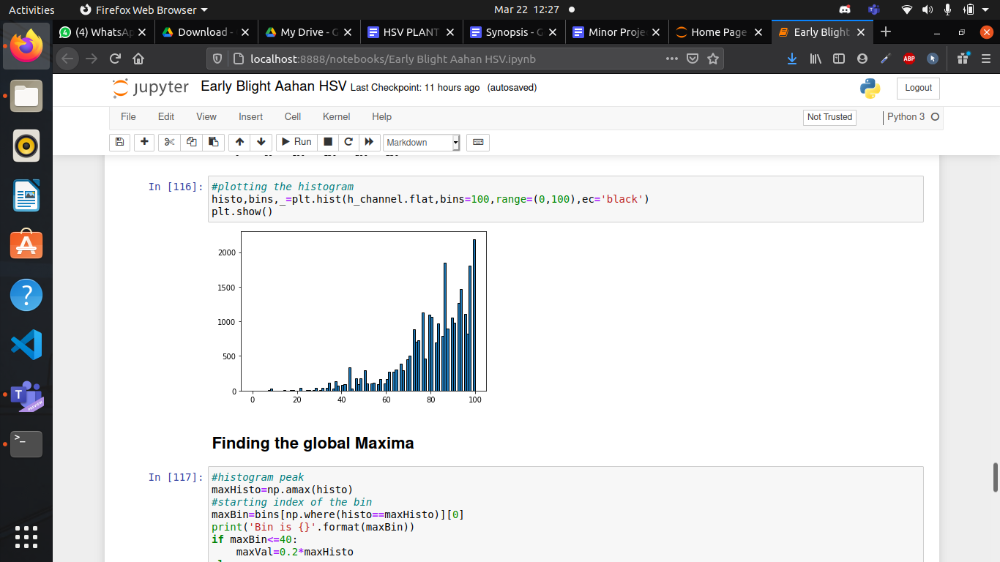 Activities
Firefox Web Browser
Mar 22 12:27
(4) WhatsAp
Download -
My Drive - G
HSV PLANT
Synopsis - G
Minor Proje
Home Page
Early Blight
localhost:8888/notebooks/Early Blight Aahan HSV.ipynb
ABP
jupyter
Early Blight Aahan HSV
Last Checkpoint: 11 hours ago (autosaved)
Logout
File
Edit
View
Insert
Cell
Kernel
Help
Not Trusted
Python 3
Run
Markdown
In [116]:
#plotting the histogram
histo,bins,_=plt.hist(h_channel.flat,bins=100,range=(0,100),ec='black')
plt.show()
2000
1500
1000
500
0
0 20 40 60 80 100
Finding the global Maxima
In [117]:
#histogram peak
maxHisto=np.amax(histo)
#starting index of the bin
maxBin=bins[np.where(histo==maxHisto)][0]
print('Bin is {}'.format(maxBin))
if maxBin<=40:
    maxVal=0.2*maxHisto